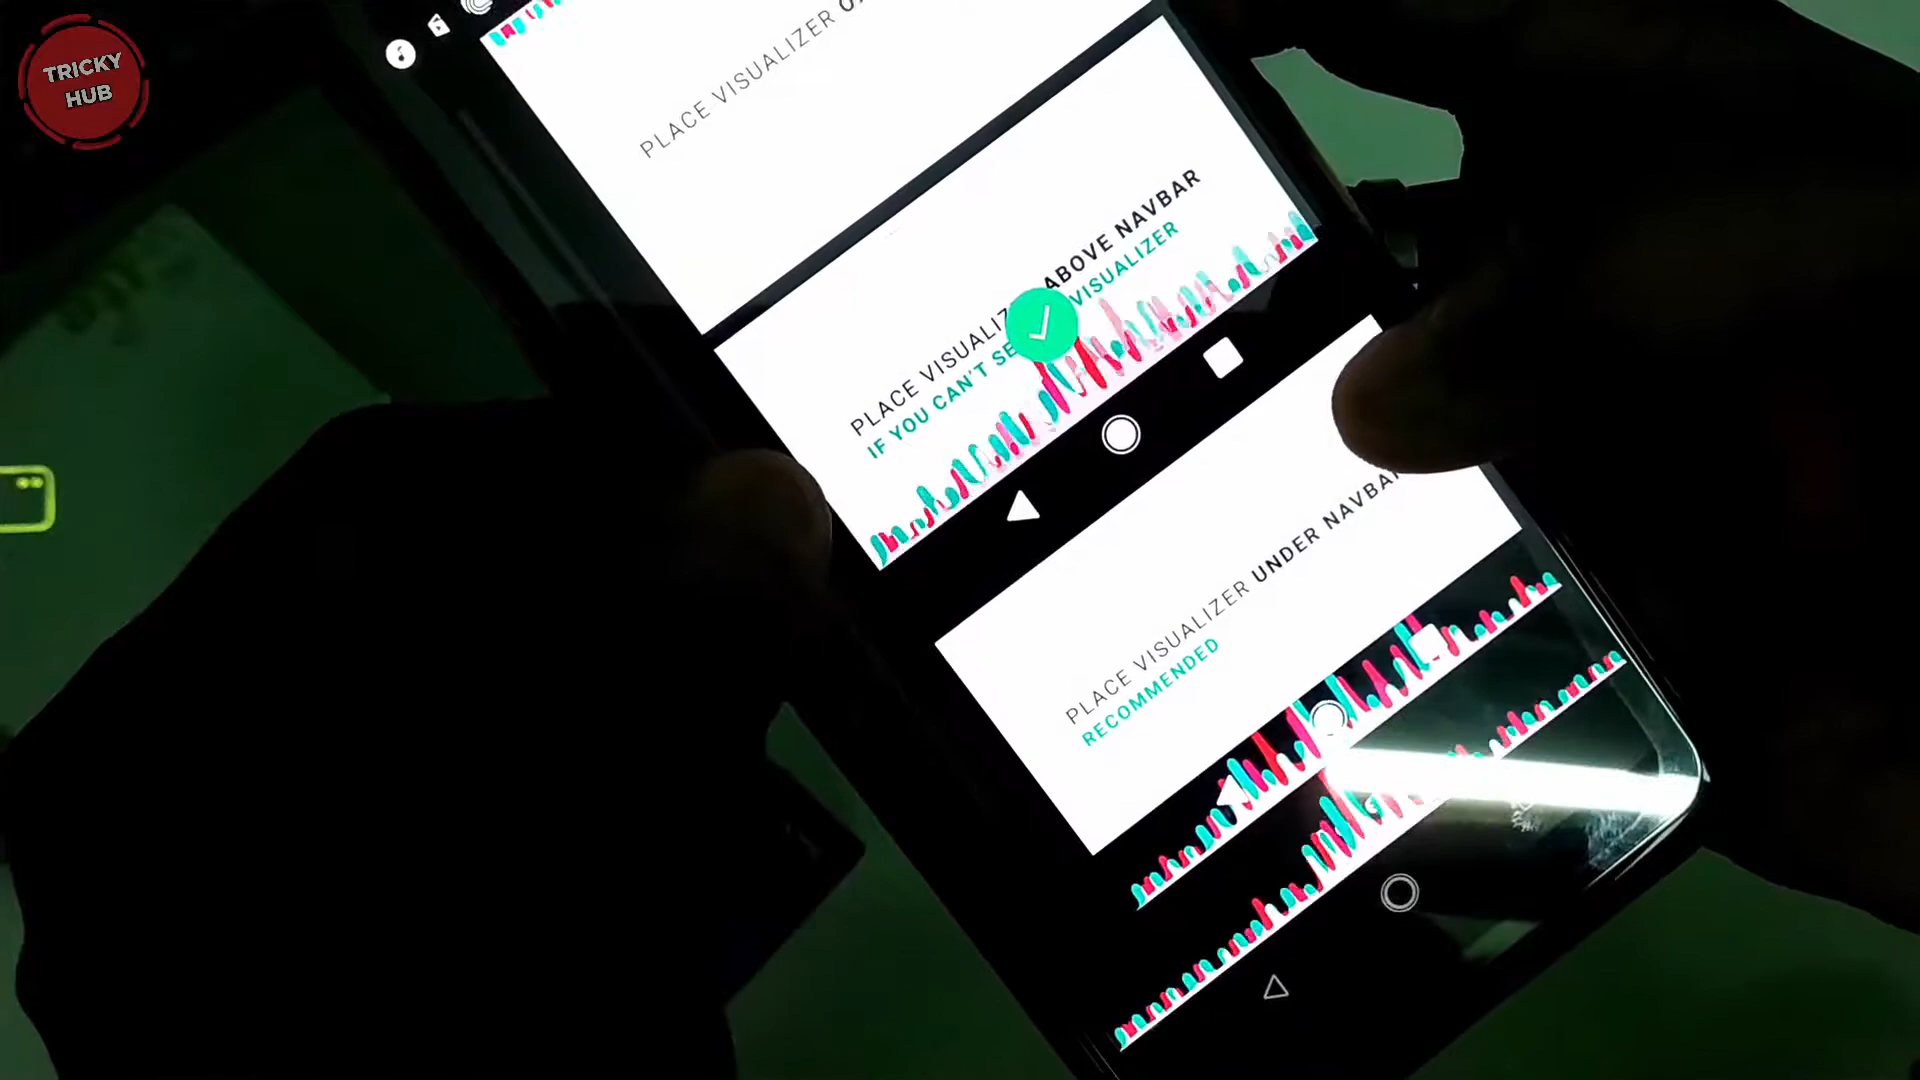 TRICKY
HUB
PLACE VISUALIZER
PLACE VISUALIZ ABOVE NAVBAR
IF YOU CAN'T SE VISUALIZER
PLACE VISUALIZER UNDER NAVBAR
RECOMMENDED